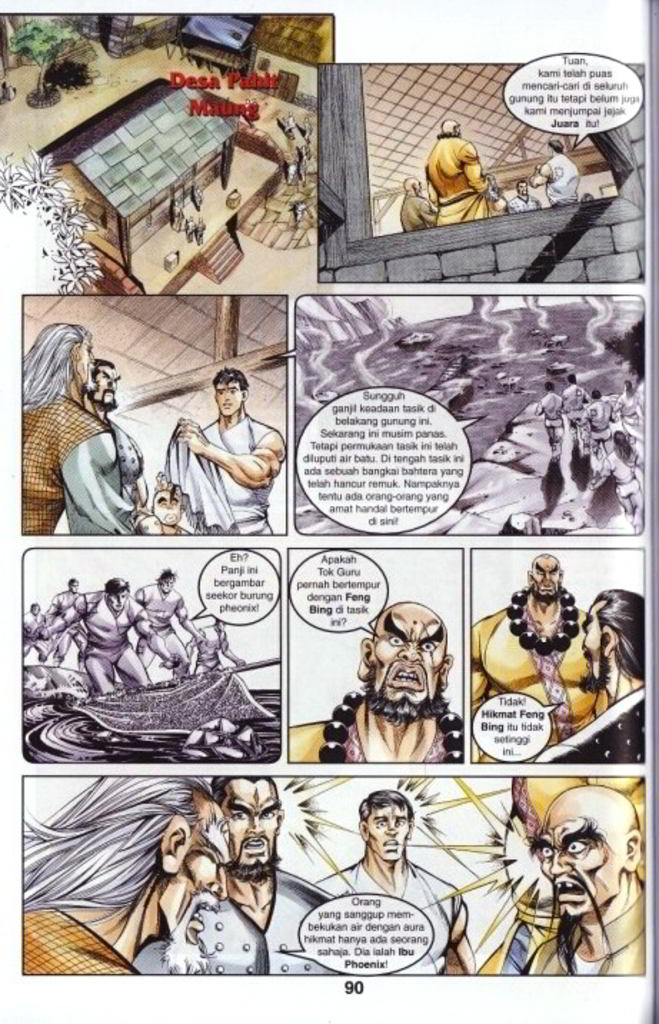 Desa Pahit
Maung
Tuan,
kami telah puas
mencari-cari di seluruh
gunung itu tetapi belum juga
kami menjumpai jejak
Juara itu!
Sungguh
ganjil keadaan tasik di
belakang gunung ini.
Sekarang ini musim panas.
Tetapi permukaan tasik ini telah
diluputi air batu. Di tengah tasik ini
ada sebuah bangkai bahtera yang
telah hancur remuk. Nampaknya
tentu ada orang-orang yang
amat handal bertempur
di sini!
Eh?
Panji ini
bergambar
seekor burung
pheonix!
Apakah
Tok Guru
pernah bertempur
dengan Feng
Bing di tasik
ini?
Tidak!
Hikmat Feng
Bing itu tidak
setinggi
ini...
Orang
yang sanggup mem-
bekukan air dengan aura
hikmat hanya ada seorang
sahaja. Dia ialah Ibu
Phoenix!
90